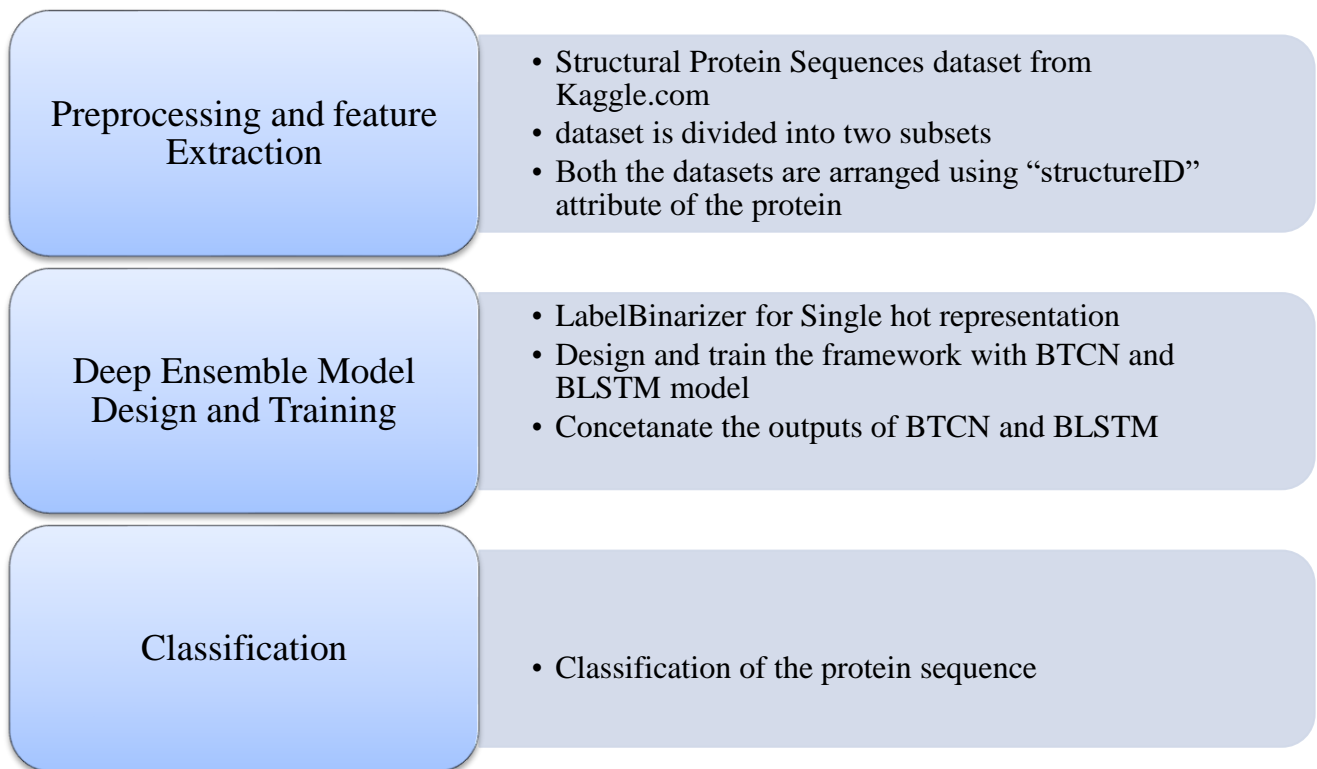 Preprocessing and feature
Extraction
• Structural Protein Sequences dataset from
Kaggle.com
• dataset is divided into two subsets
• Both the datasets are arranged using “structureID”
attribute of the protein
Deep Ensemble Model
Design and Training
• LabelBinarizer for Single hot representation
• Design and train the framework with BTCN and
BLSTM model
• Concetanate the outputs of BTCN and BLSTM
Classification
• Classification of the protein sequence